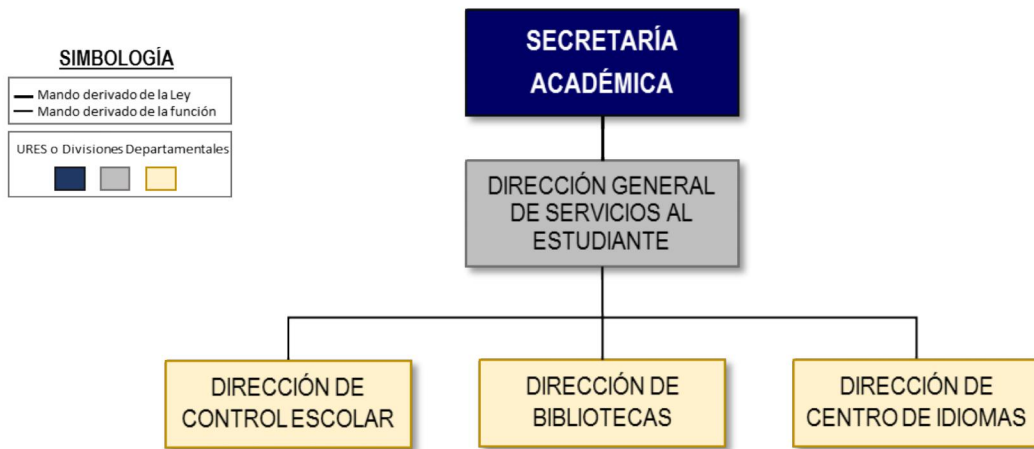 SECRETARÍA
ACADÉMICA
SIMBOLOGÍA
Mando derivado de la Ley
Mando derivado de la función
URES o Divisiones Departamentales
DIRECCIÓN GENERAL
DE SERVICIOS AL
ESTUDIANTE
DIRECCIÓN DE
CONTROL ESCOLAR
DIRECCIÓN DE
BIBLIOTECAS
DIRECCIÓN DE
CENTRO DE IDIOMAS